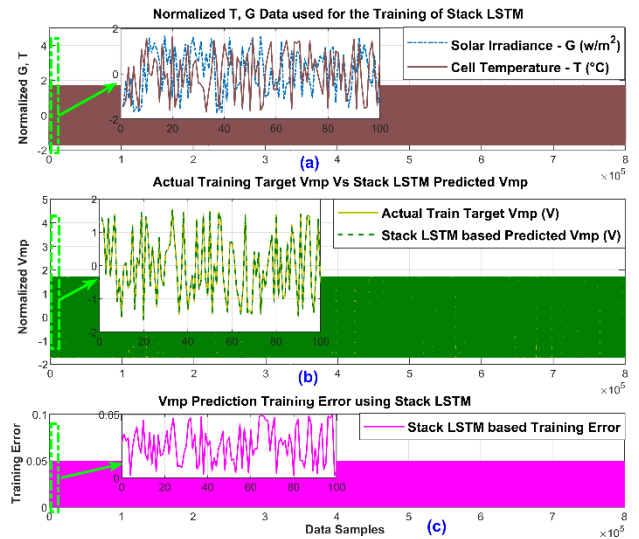 Normalized T, G Data used for the Training of Stack LSTM
Normalized G, T
4
2
0
-2
2
0
-2
0 20 40 60 80 100
Solar Irradiance - G (w/m²)
Cell Temperature - T (°C)
0 1 2 3 4 5 6 7 8
×10⁵
(a)
Actual Training Target Vmp Vs Stack LSTM Predicted Vmp
Normalized Vmp
5
4
3
2
1
0
-1
-2
2
1
0
-1
-2
0 20 40 60 80 100
Actual Train Target Vmp (V)
Stack LSTM based Predicted Vmp (V)
0 1 2 3 4 5 6 7 8
×10⁵
(b)
Vmp Prediction Training Error using Stack LSTM
Training Error
0.1
0.05
0
0.05
0
0 20 40 60 80 100
Stack LSTM based Training Error
0 1 2 3 4 5 6 7 8
Data Samples
(c)
×10⁵